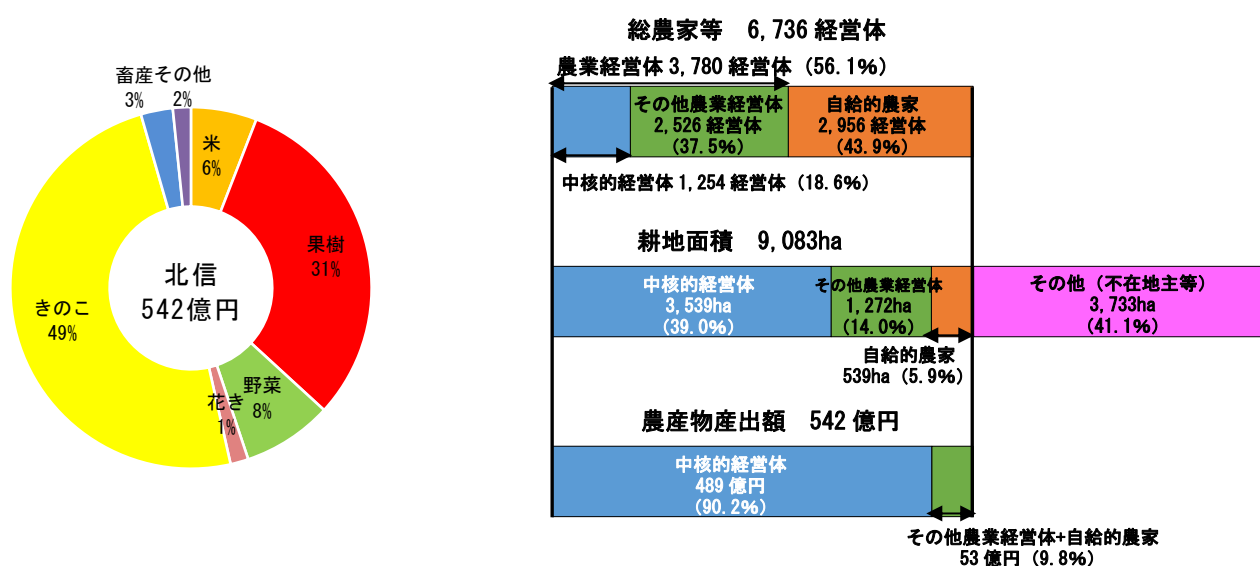 畜産その他
3%
2%
米
6%
果樹
31%
北信
542億円
きのこ
49%
野菜
8%
花き
1%
総農家等　6,736 経営体
農業経営体 3,780 経営体（56.1%）
その他農業経営体
2,526 経営体
(37.5%)
自給的農家
2,956 経営体
(43.9%)
中核的経営体 1,254 経営体（18.6%）
耕地面積　9,083ha
中核的経営体
3,539ha
(39.0%)
その他農業経営体
1,272ha
(14.0%)
その他（不在地主等）
3,733ha
(41.1%)
自給的農家
539ha（5.9%）
農産物産出額　542 億円
中核的経営体
489 億円
(90.2%)
その他農業経営体+自給的農家
53 億円（9.8%）